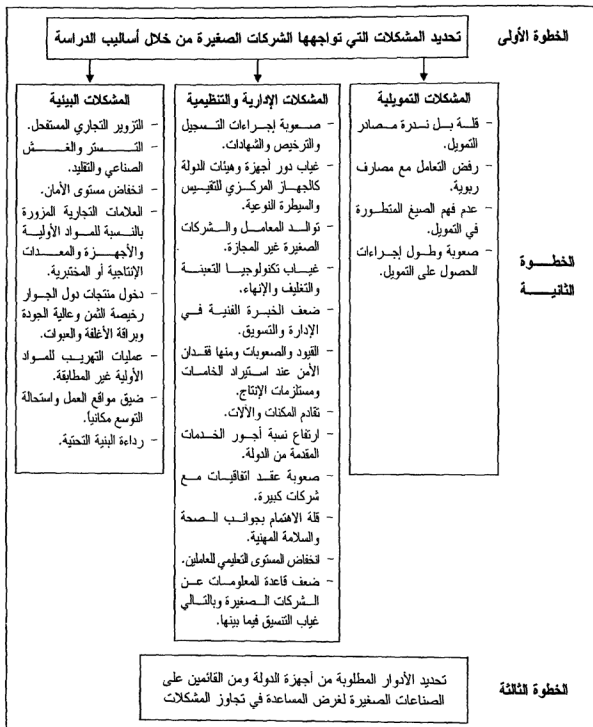 الخطوة الأولى
تحديد المشكلات التي تواجهها الشركات الصغيرة من خلال أساليب الدراسة
المشكلات التمويلية
- قلة بل ندرة مصادر
التمويل.
- رفض التعامل مع مصارف
ربوية.
- عدم فهم الصيغ المتطورة
في التمويل.
- صعوبة وطول إجراءات
الحصول على التمويل.
المشكلات الإدارية والتنظيمية
- صعوبة إجراءات التسجيل
والترخيص والشهادات.
- غياب دور أجهزة وهيئات الدولة
كالجهاز المركزي للتقييس
والسيطرة النوعية.
- توالد المعامل والشركات
الصغيرة غير المجازة.
- غياب تكنولوجيا التعبئة
والتغليف والإنهاء.
- ضعف الخبرة الفنية في
الإدارة والتسويق.
- القيود والصعوبات ومنها فقدان
الأمن عند استيراد الخامات
ومستلزمات الإنتاج.
- تقادم المكنات والآلات.
- ارتفاع نسبة أجور الخدمات
المقدمة من الدولة.
- صعوبة عقد اتفاقيات مع
شركات كبيرة.
- قلة الاهتمام بجوانب الصحة
والسلامة المهنية.
- انخفاض المستوى التعليمي للعاملين.
- ضعف قاعدة المعلومات عن
الشركات الصغيرة وبالتالي
غياب التنسيق فيما بينها.
المشكلات البيئية
- التزوير التجاري المستفحل.
- التستر والغش
الصناعي والتقليد.
- انخفاض مستوى الأمان.
- العلامات التجارية المزورة
بالنسبة للمواد الأولية
والأجهزة والمعدات
الإنتاجية أو المختبرية.
- دخول منتجات دول الجوار
رخيصة الثمن وعالية الجودة
وبراقة الأغلفة والعبوات.
- عمليات التهريب للمواد
الأولية غير المطابقة.
- ضيق مواقع العمل واستحالة
التوسع مكانياً.
- رداءة البنية التحتية.
الخطوة
الثانية
الخطوة الثالثة
تحديد الأدوار المطلوبة من أجهزة الدولة ومن القائمين على
الصناعات الصغيرة لغرض المساعدة في تجاوز المشكلات